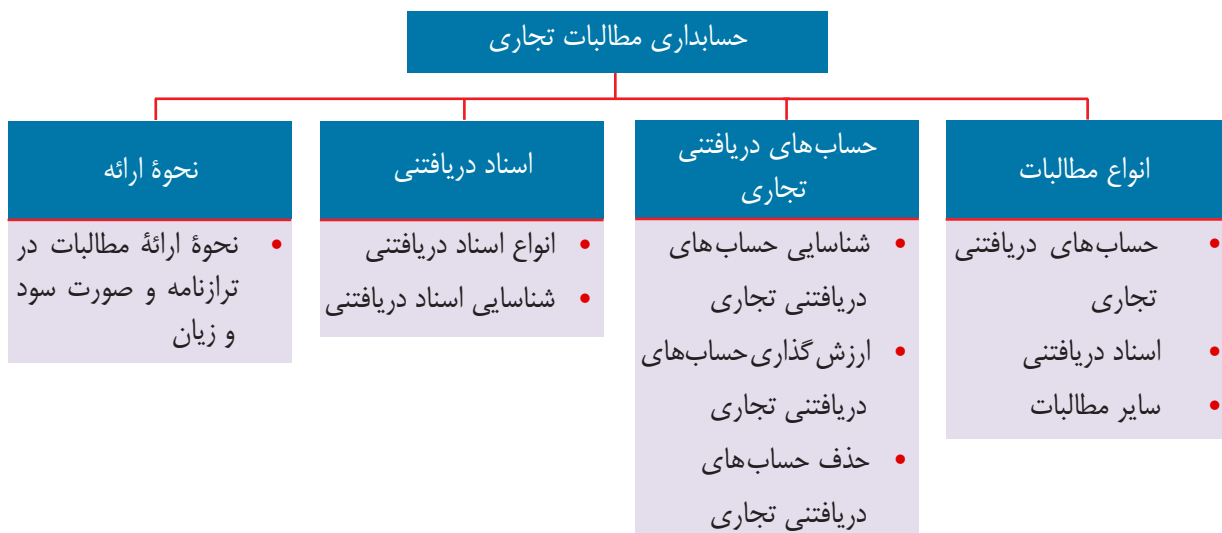 حسابداری مطالبات تجاری
انواع مطالبات
• حساب‌های دریافتنی
تجاری
• اسناد دریافتنی
• سایر مطالبات
حساب‌های دریافتنی
تجاری
• شناسایی حساب‌های
دریافتنی تجاری
• ارزش‌گذاری حساب‌های
دریافتنی تجاری
• حذف حساب‌های
دریافتنی تجاری
اسناد دریافتنی
• انواع اسناد دریافتنی
• شناسایی اسناد دریافتنی
نحوهٔ ارائه
• نحوهٔ ارائهٔ مطالبات در
ترازنامه و صورت سود
و زیان